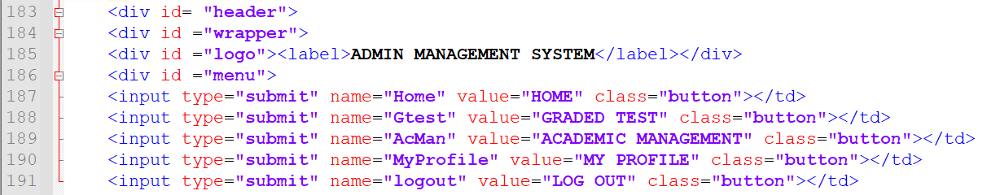 183 <div id= "header">
184 <div id ="wrapper">
185 <div id ="logo"><label>ADMIN MANAGEMENT SYSTEM</label></div>
186 <div id ="menu">
187 <input type="submit" name="Home" value="HOME" class="button"></td>
188 <input type="submit" name="Gtest" value="GRADED TEST" class="button"></td>
189 <input type="submit" name="AcMan" value="ACADEMIC MANAGEMENT" class="button"></td>
190 <input type="submit" name="MyProfile" value="MY PROFILE" class="button"></td>
191 <input type="submit" name="logout" value="LOG OUT" class="button"></td>